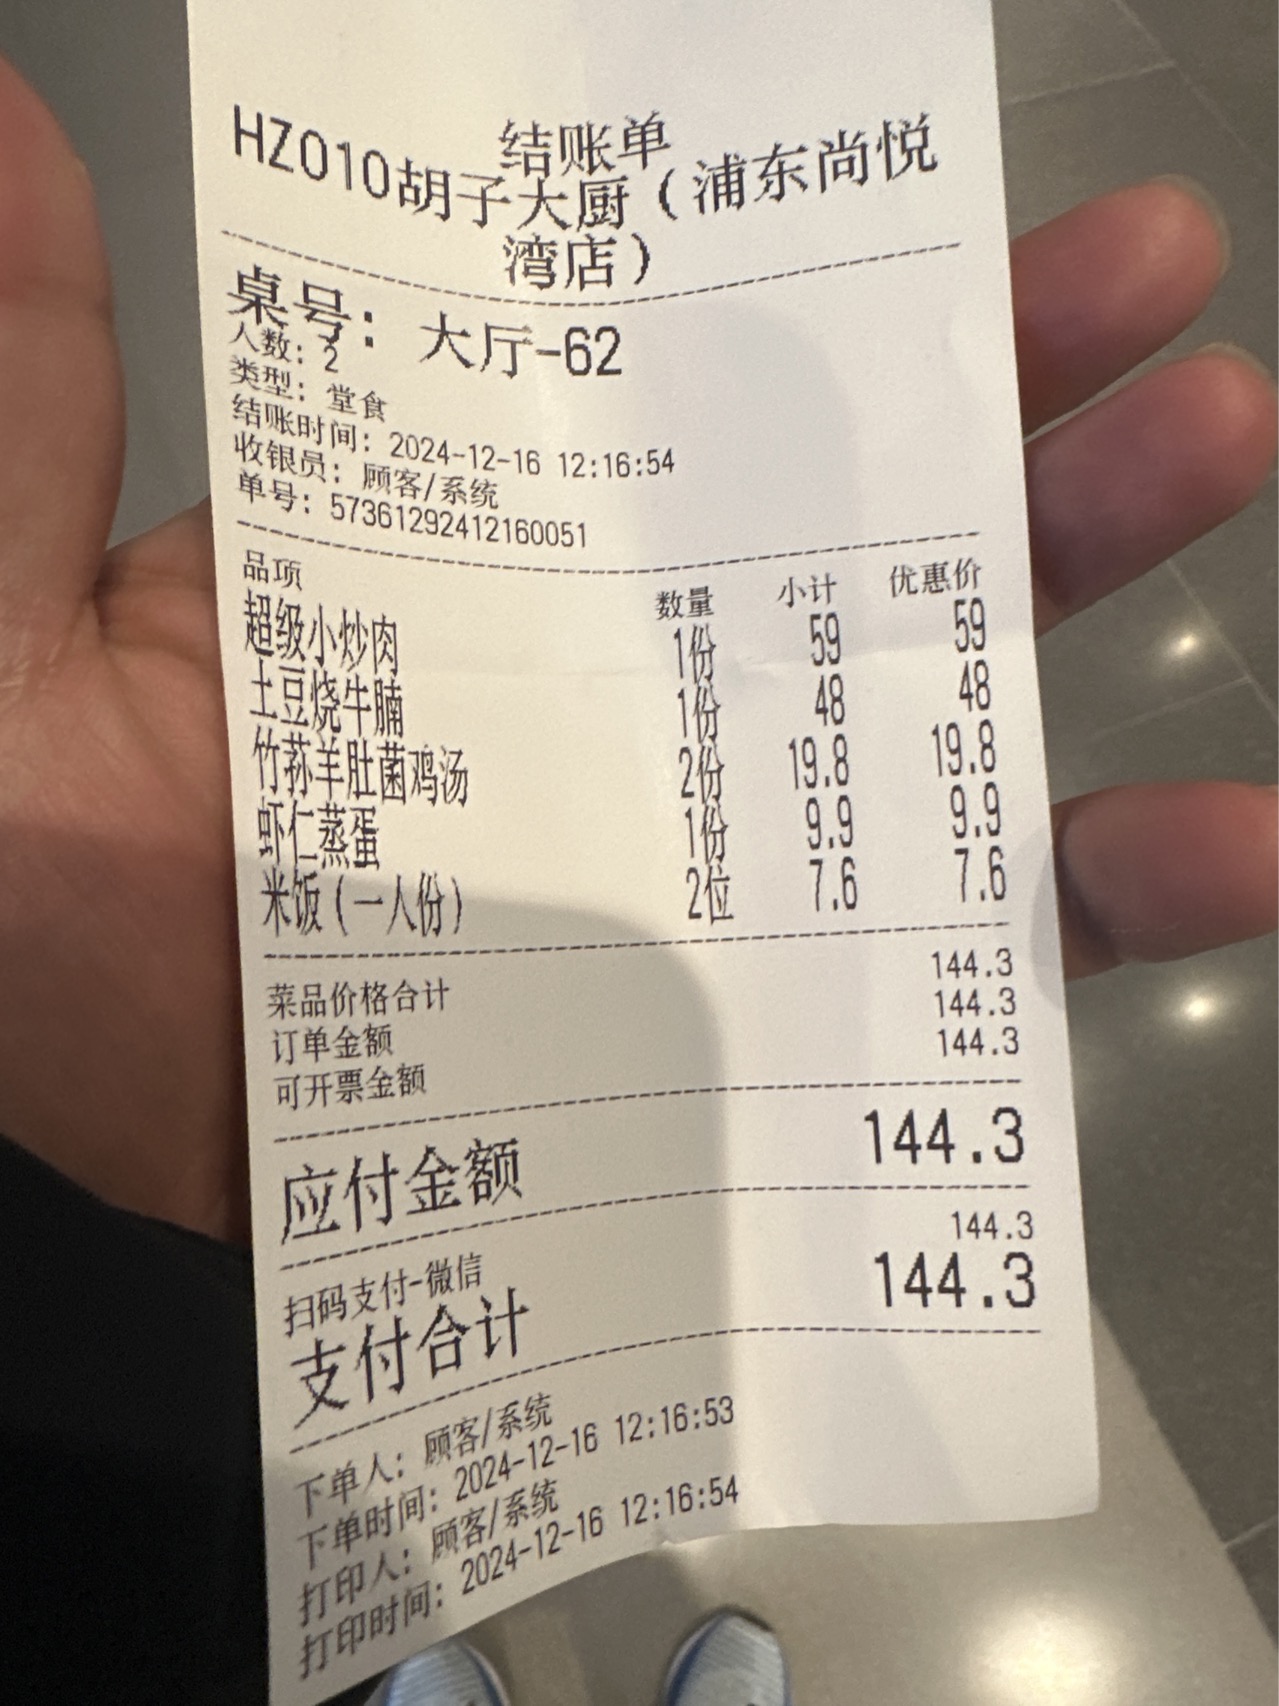 结账单
HZ010胡子大厨（浦东尚悦
湾店）
桌号：大厅-62
人数：2
类型：堂食
结账时间：2024-12-16 12:16:54
收银员：顾客/系统
单号：57361292412160051
品项 数量 小计 优惠价
超级小炒肉 1份 59 59
土豆烧牛腩 1份 48 48
竹荪羊肚菌鸡汤 2份 19.8 19.8
虾仁蒸蛋 1份 9.9 9.9
米饭（一人份） 2位 7.6 7.6
菜品价格合计 144.3
订单金额 144.3
可开票金额 144.3
应付金额 144.3
扫码支付-微信 144.3
支付合计 144.3
下单人：顾客/系统
下单时间：2024-12-16 12:16:53
打印人：顾客/系统
打印时间：2024-12-16 12:16:54